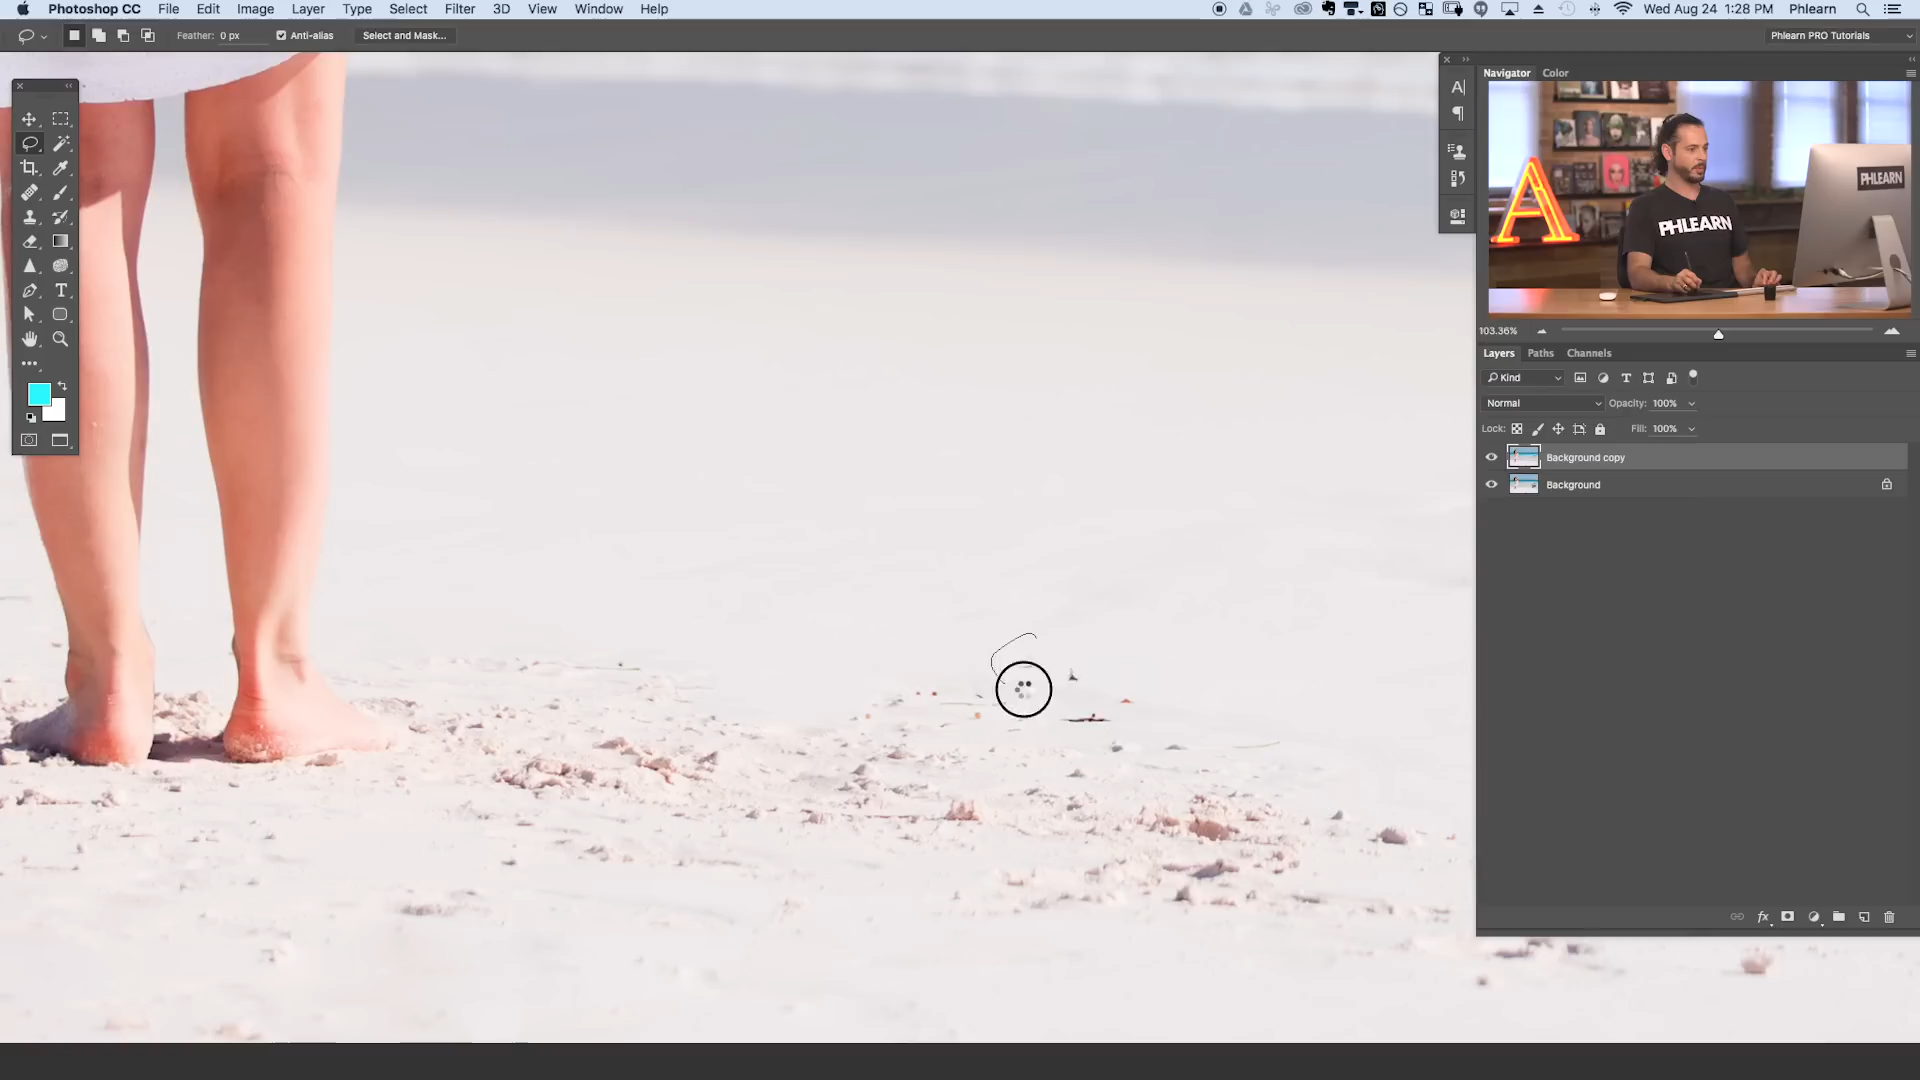 Photoshop CC File Edit Image Layer Type Select Filter 3D View Window Help Wed Aug 24 1:28 PM Phlearn
Feather: 0 px Anti-alias Select and Mask... Phlearn PRO Tutorials
Navigator Color
PHLEARN
PHLEARN
A
103.36%
Layers Paths Channels
Kind
Normal Opacity: 100%
Lock: Fill: 100%
Background copy
Background
fx